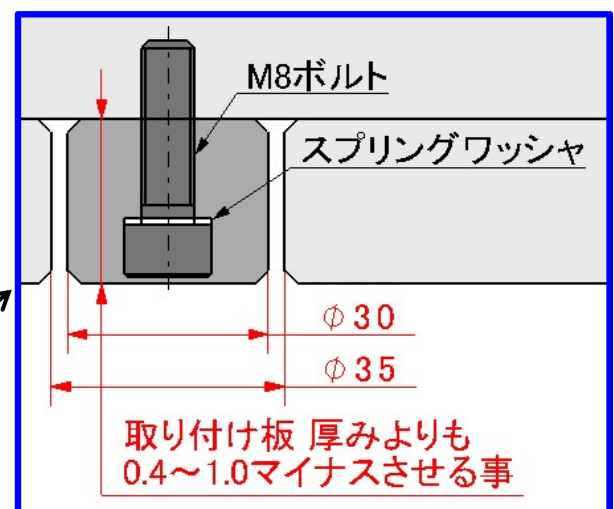 M8ボルト
スプリングワッシャ
φ30
φ35
取り付け板 厚みよりも
0.4～1.0マイナスさせる事